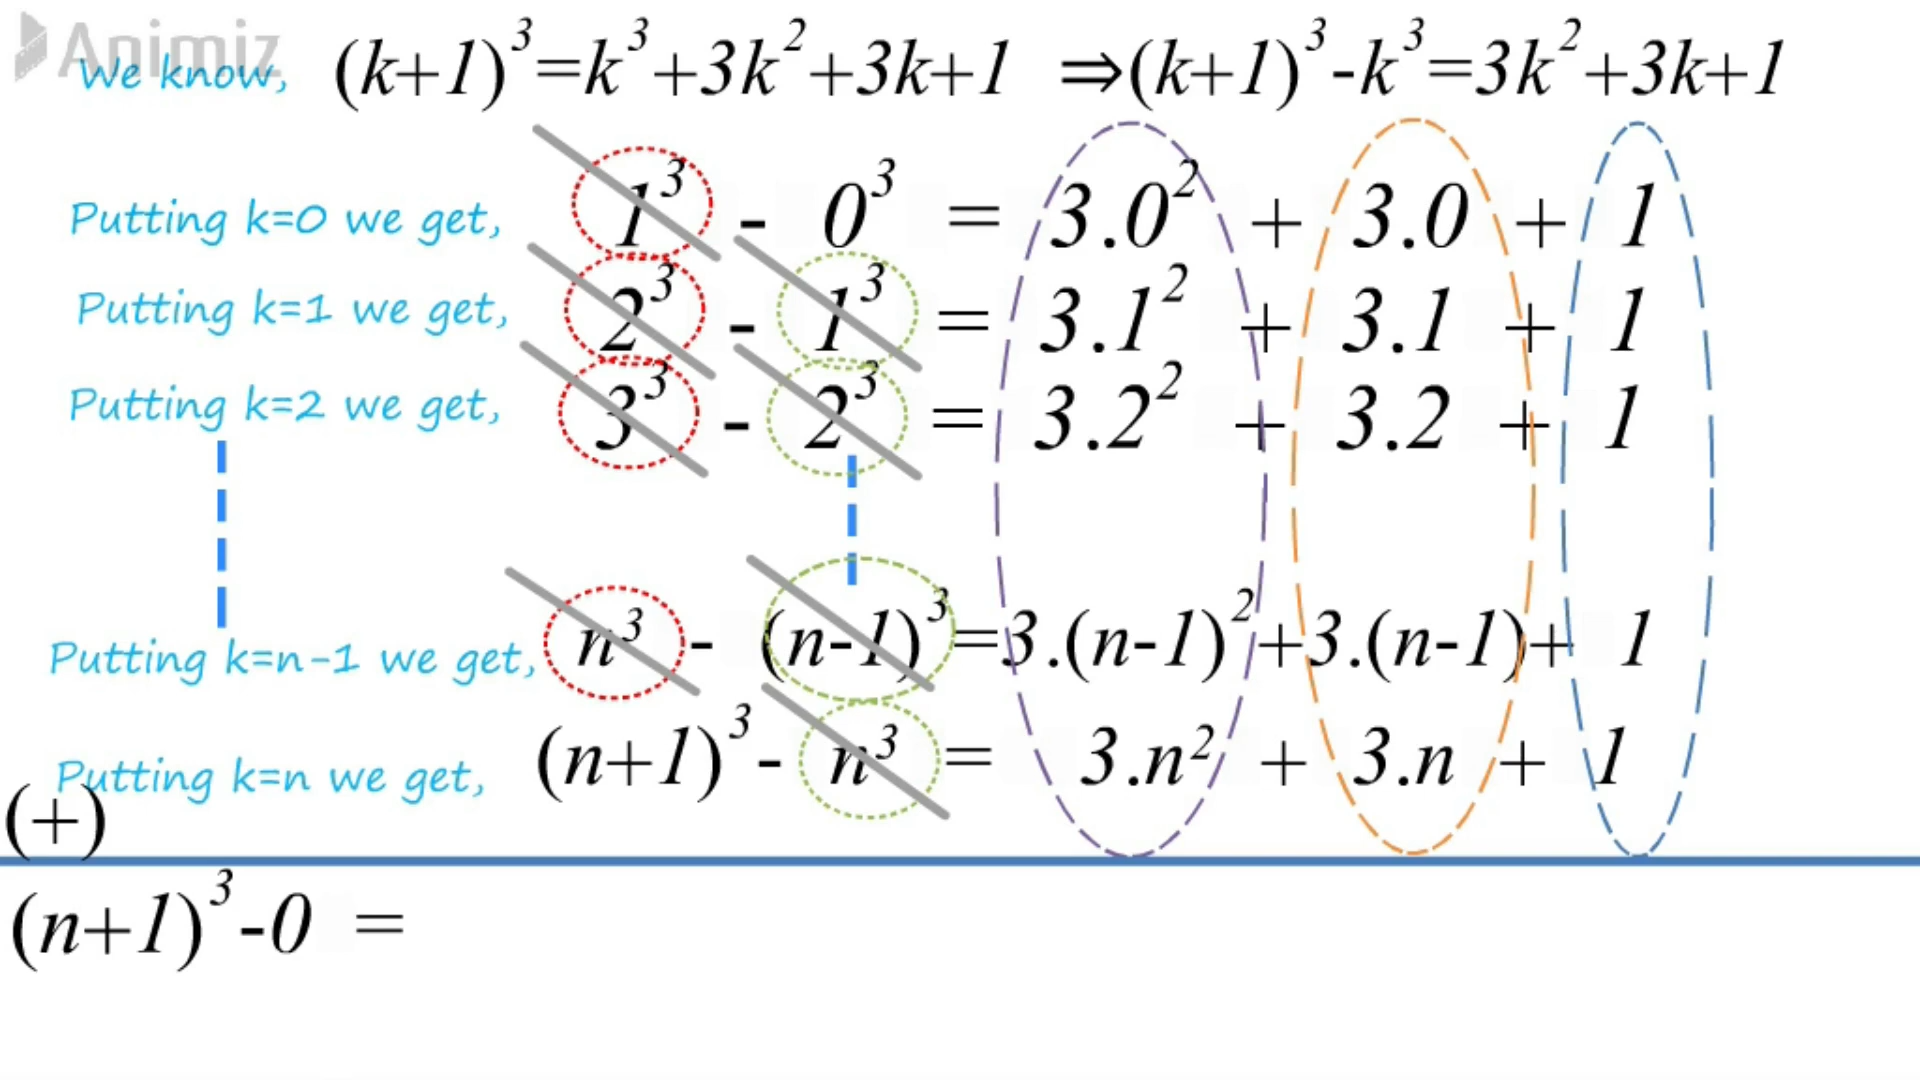 Animiz
We know, (k+1)³=k³+3k²+3k+1 ⇒(k+1)³-k³=3k²+3k+1
Putting k=0 we get, 1³ - 0³ = 3.0² + 3.0 + 1
Putting k=1 we get, 2³ - 1³ = 3.1² + 3.1 + 1
Putting k=2 we get, 3³ - 2³ = 3.2² + 3.2 + 1
Putting k=n-1 we get, n³ - (n-1)³=3.(n-1)²+3.(n-1)+ 1
Putting k=n we get, (n+1)³- n³ = 3.n² + 3.n + 1
(+)
(n+1)³-0 =